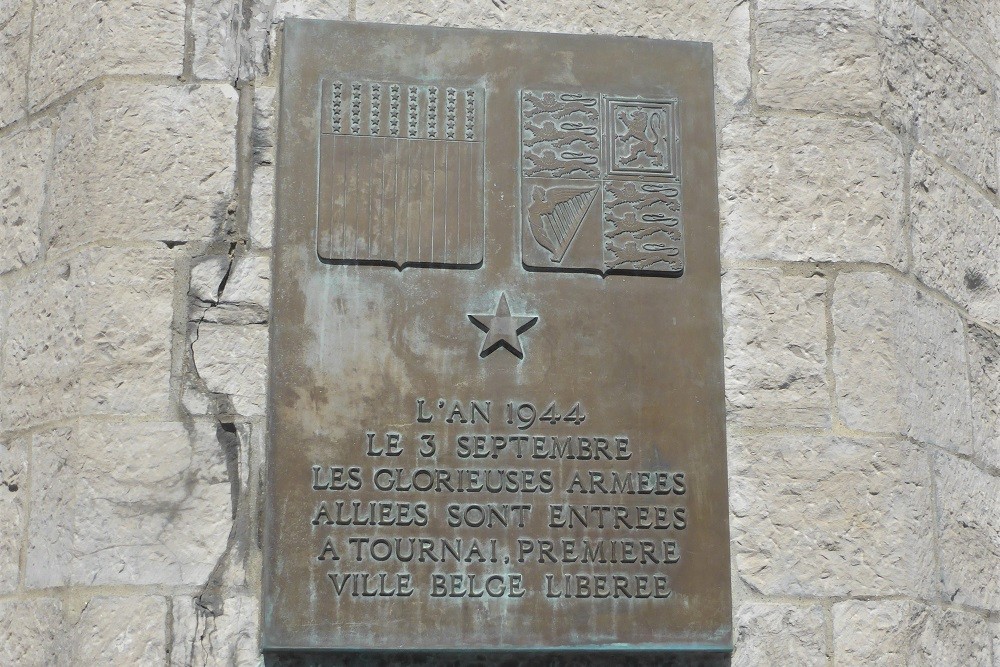 L'AN 1944
LE 3 SEPTEMBRE
LES GLORIEUSES ARMEES
ALLIEES SONT ENTREES
A TOURNAI, PREMIERE
VILLE BELGE LIBEREE